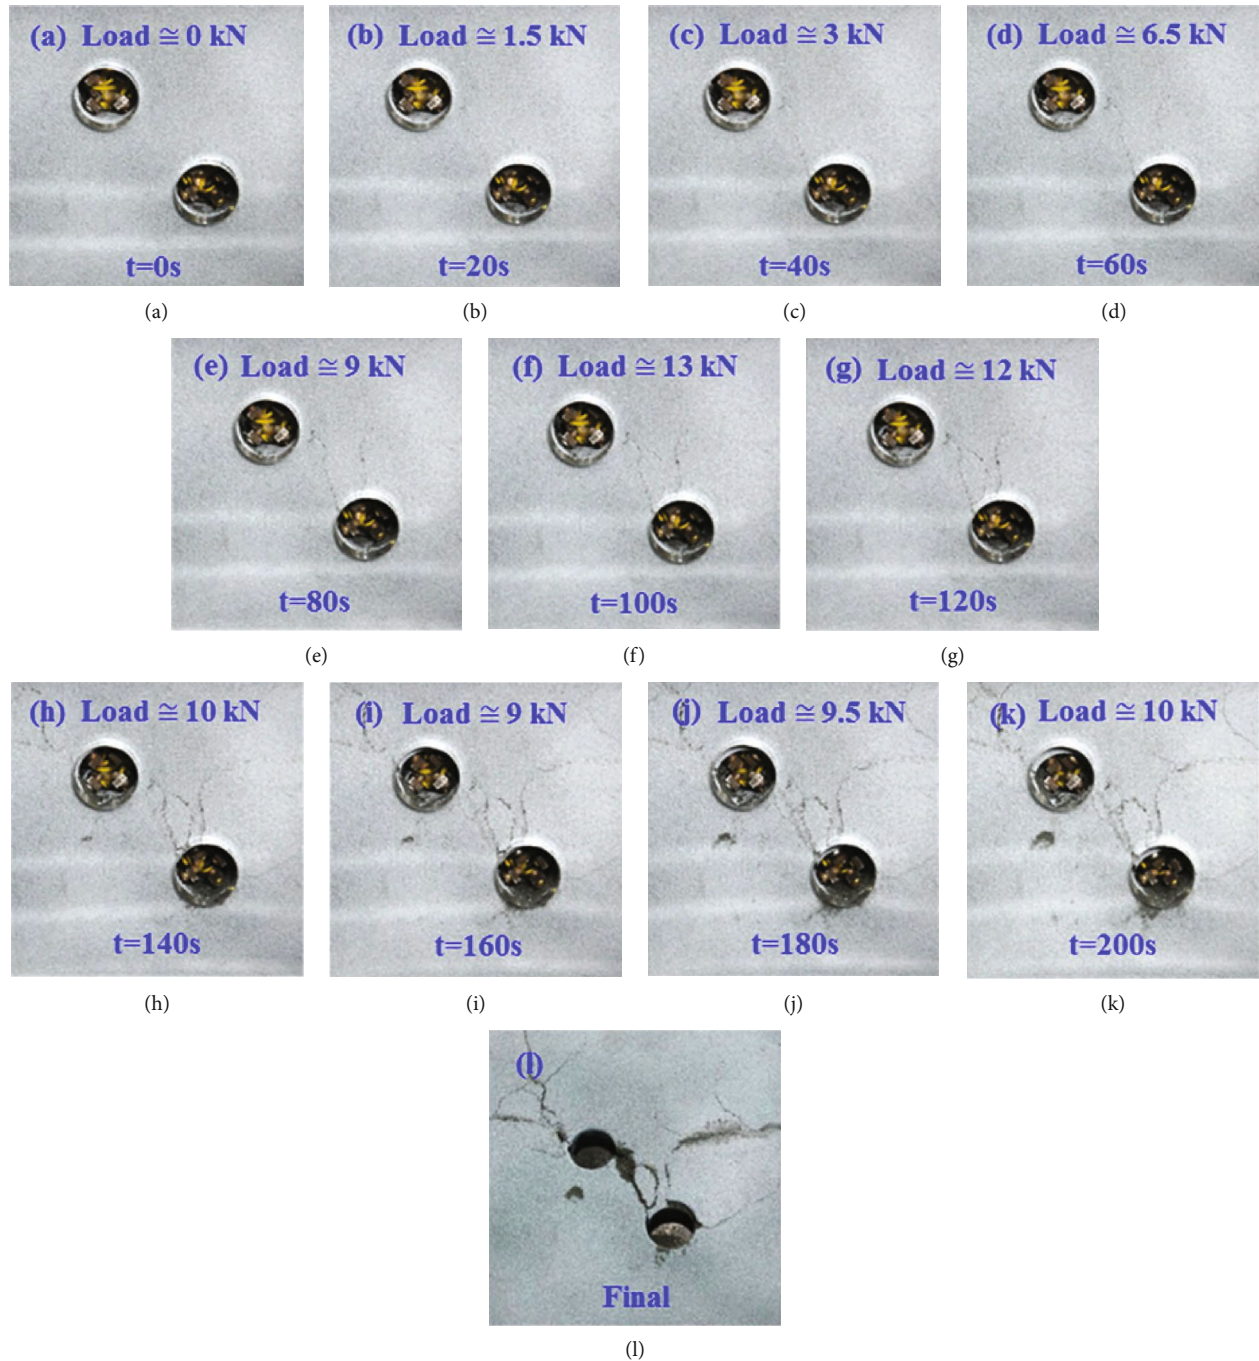 (a) Load ≅ 0 kN
t=0s
(a)
(b) Load ≅ 1.5 kN
t=20s
(b)
(c) Load ≅ 3 kN
t=40s
(c)
(d) Load ≅ 6.5 kN
t=60s
(d)
(e) Load ≅ 9 kN
t=80s
(e)
(f) Load ≅ 13 kN
t=100s
(f)
(g) Load ≅ 12 kN
t=120s
(g)
(h) Load ≅ 10 kN
t=140s
(h)
(i) Load ≅ 9 kN
t=160s
(i)
(j) Load ≅ 9.5 kN
t=180s
(j)
(k) Load ≅ 10 kN
t=200s
(k)
(l)
Final
(l)